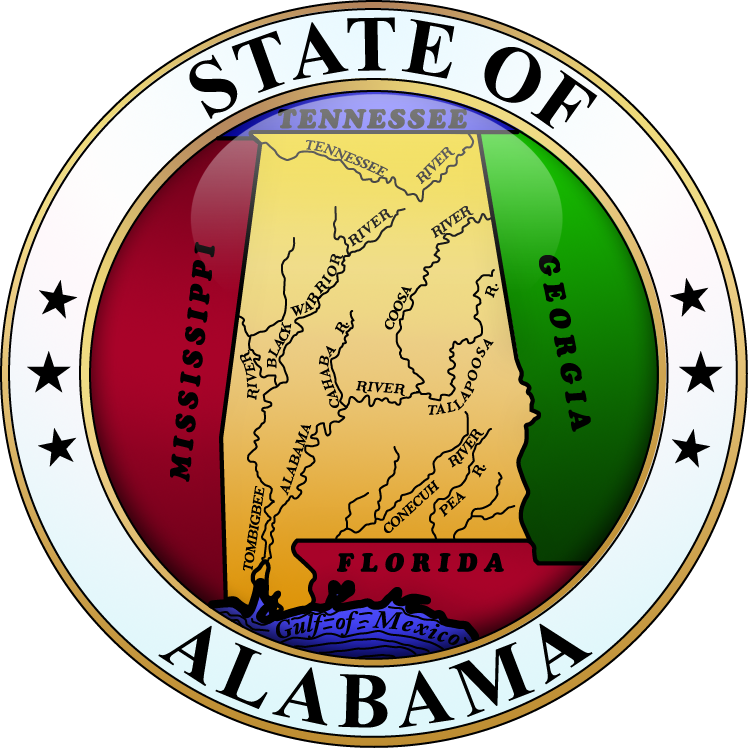 STATE OF
TENNESSEE
TENNESSEE
RIVER
RIVER
RIVER
WARRIOR
BLACK
RIVER
COOSA
R.
TALLAPOOSA
CAHABA R.
RIVER
ALABAMA
TOMBIGBEE
RIVER
CONECUH
PEA R.
MISSISSIPPI
GEORGIA
FLORIDA
Gulf of Mexico
ALABAMA